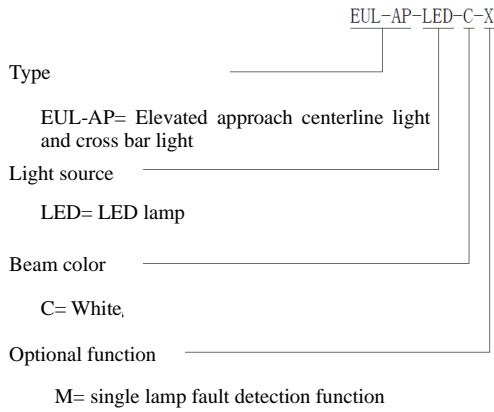 EUL-AP-LED-C-X
Type
EUL-AP= Elevated approach centerline light
and cross bar light
Light source
LED= LED lamp
Beam color
C= White,
Optional function
M= single lamp fault detection function